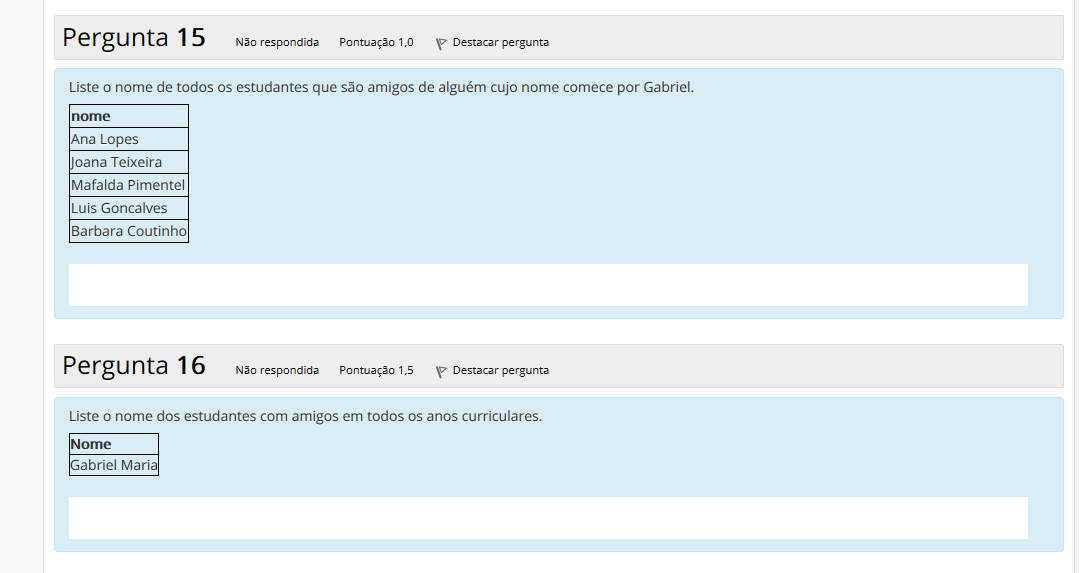 Pergunta 15 Não respondida Pontuação 1,0 Destacar pergunta
Liste o nome de todos os estudantes que são amigos de alguém cujo nome comece por Gabriel.
nome
Ana Lopes
Joana Teixeira
Mafalda Pimentel
Luis Goncalves
Barbara Coutinho
Pergunta 16 Não respondida Pontuação 1,5 Destacar pergunta
Liste o nome dos estudantes com amigos em todos os anos curriculares.
Nome
Gabriel Maria